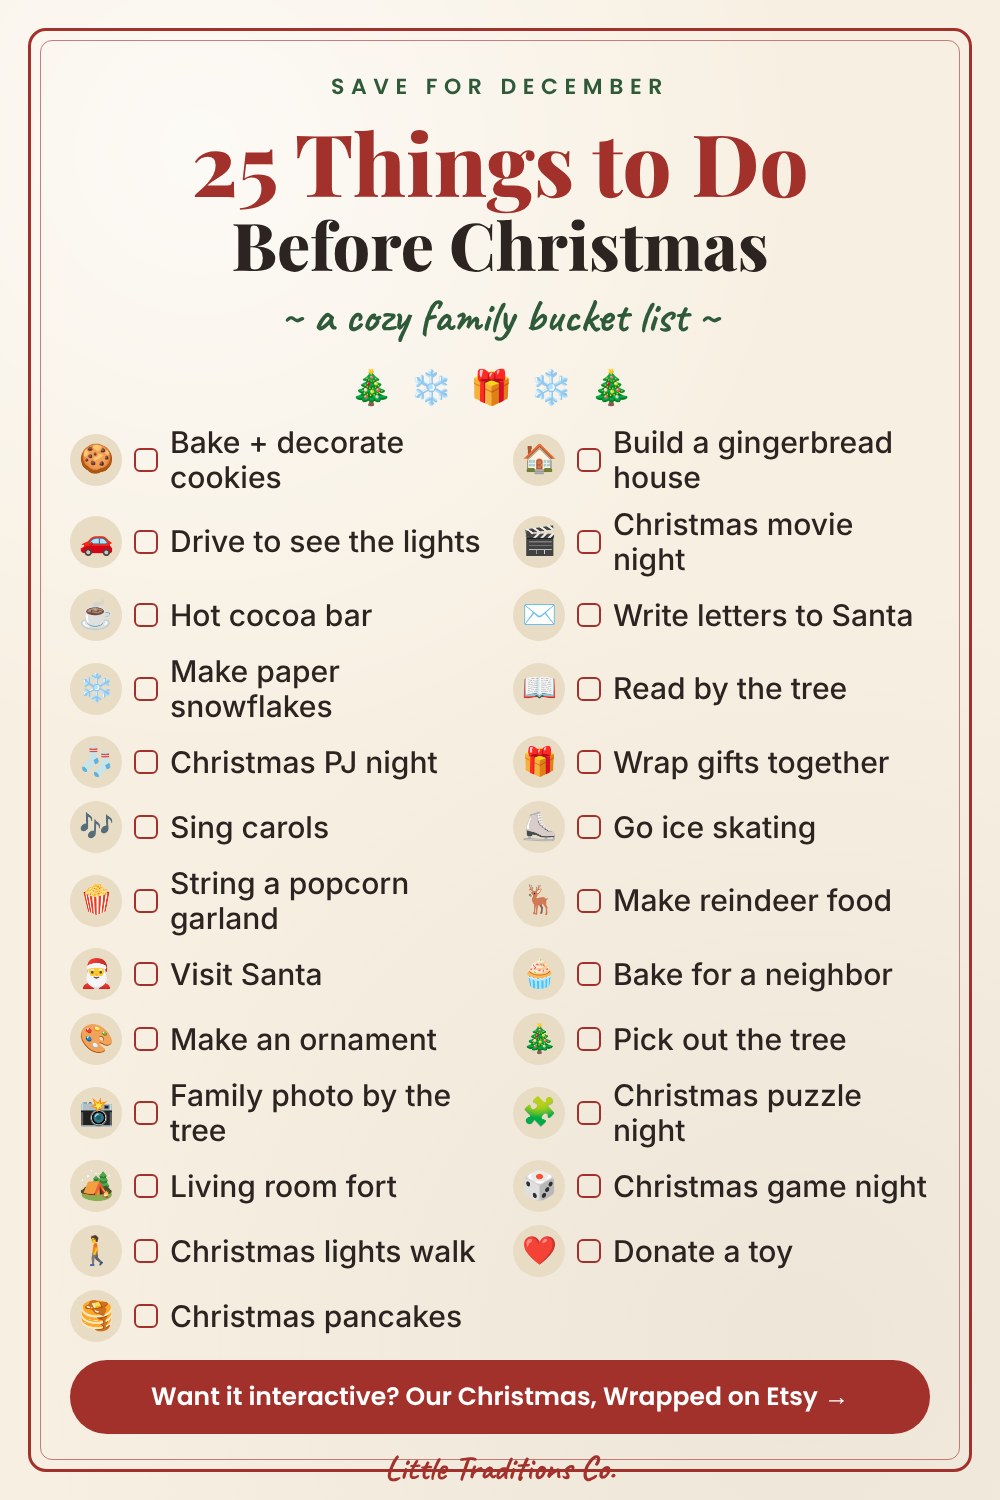 SAVE FOR DECEMBER
25 Things to Do
Before Christmas
~ a cozy family bucket list ~
Bake + decorate
cookies
Build a gingerbread
house
Drive to see the lights
Christmas movie
night
Hot cocoa bar
Write letters to Santa
Make paper
snowflakes
Read by the tree
Christmas PJ night
Wrap gifts together
Sing carols
Go ice skating
String a popcorn
garland
Make reindeer food
Visit Santa
Bake for a neighbor
Make an ornament
Pick out the tree
Family photo by the
tree
Christmas puzzle
night
Living room fort
Christmas game night
Christmas lights walk
Donate a toy
Christmas pancakes
Want it interactive? Our Christmas, Wrapped on Etsy →
Little Traditions Co.